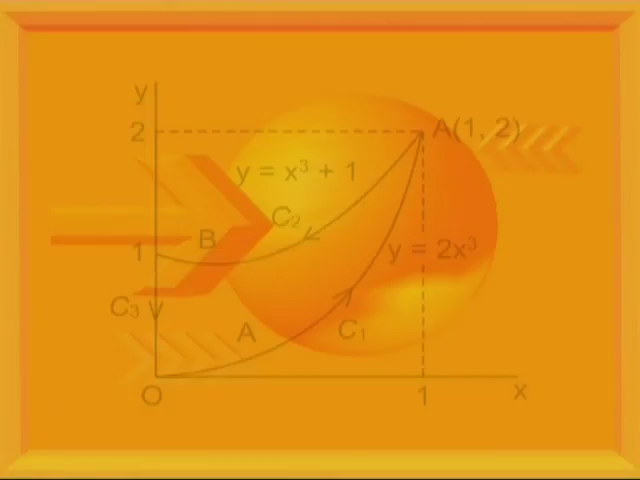 y
2
A(1, 2)
y = x³ + 1
C₂
B
1
y = 2x³
C₃
A
C₁
O
1
x